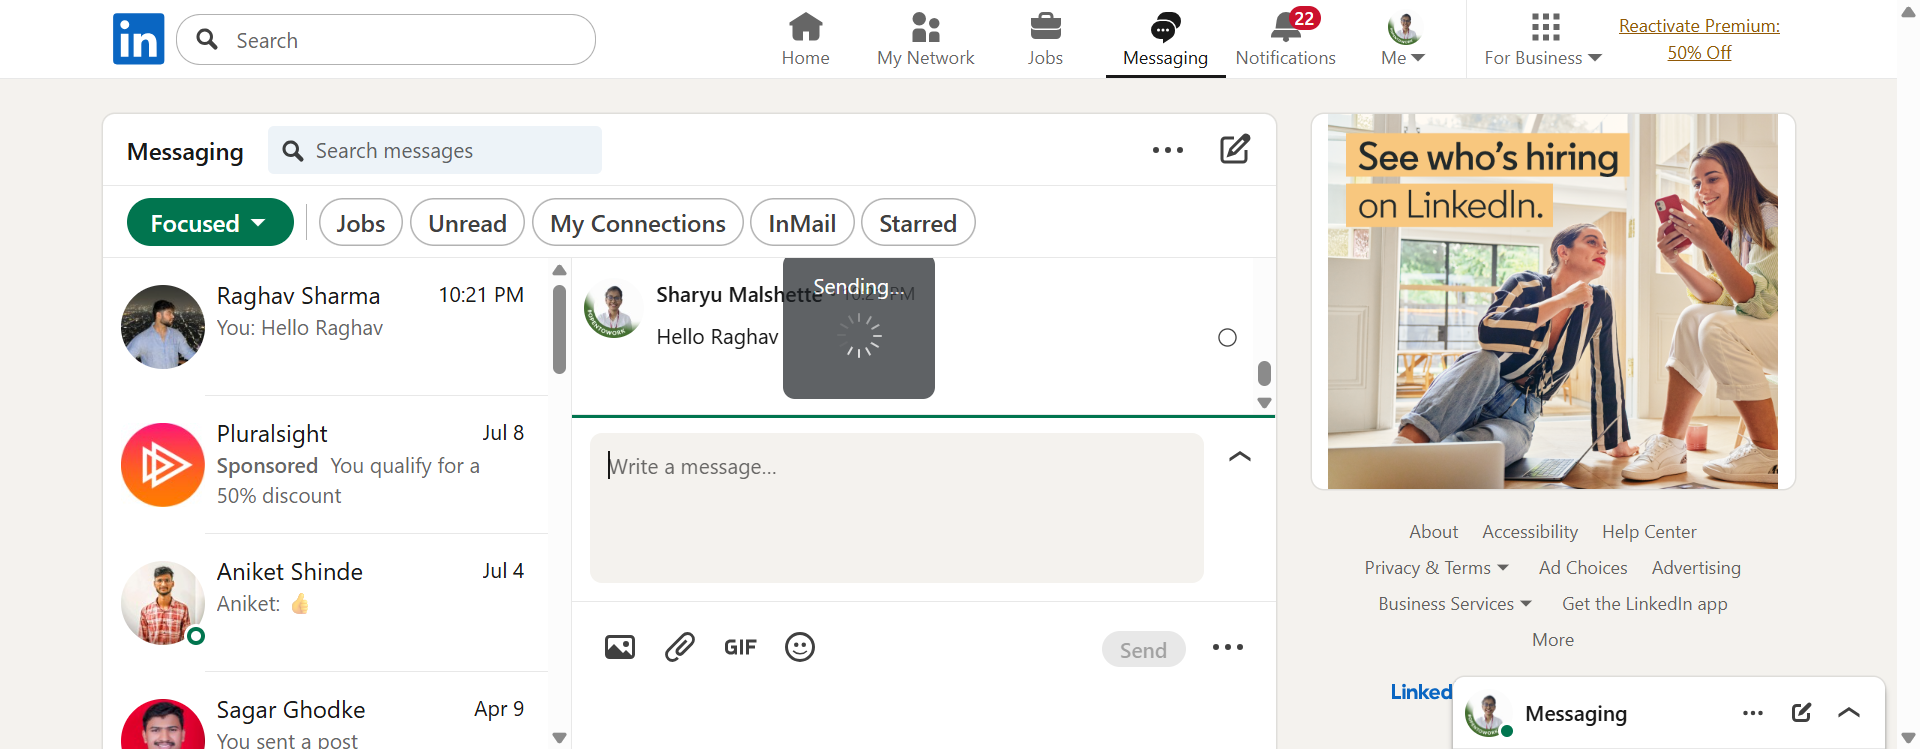 in
Search
Home
My Network
Jobs
Messaging
22
Notifications
Me
For Business
Reactivate Premium:
50% Off
Messaging
Search messages
Focused
Jobs
Unread
My Connections
InMail
Starred
Raghav Sharma
10:21 PM
You: Hello Raghav
Pluralsight
Jul 8
Sponsored You qualify for a
50% discount
Aniket Shinde
Jul 4
Aniket: 👍
Sagar Ghodke
Apr 9
You sent a post
Sharyu Malshette
Sending...
Hello Raghav
#OPENTOWORK
Write a message...
GIF
Send
See who's hiring
on LinkedIn.
About
Accessibility
Help Center
Privacy & Terms
Ad Choices
Advertising
Business Services
Get the LinkedIn app
More
Linked
Messaging